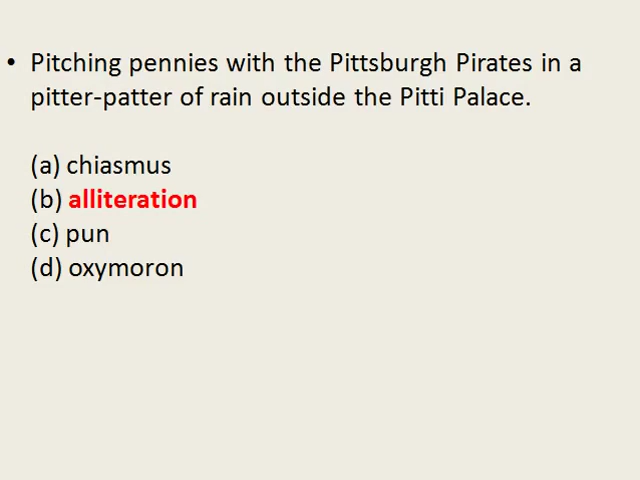 • Pitching pennies with the Pittsburgh Pirates in a
pitter-patter of rain outside the Pitti Palace.
(a) chiasmus
(b) alliteration
(c) pun
(d) oxymoron